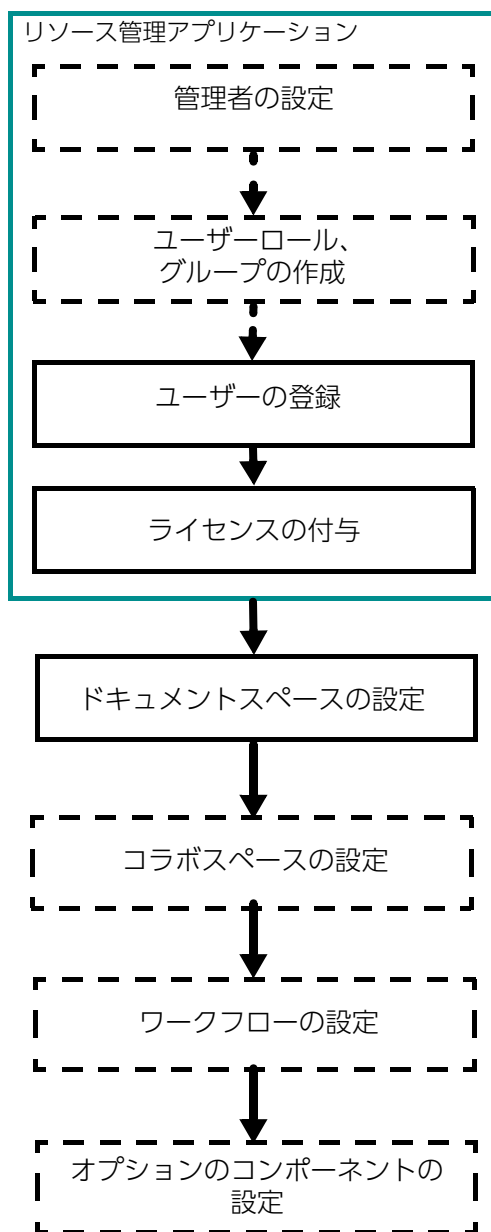 リソース管理アプリケーション
管理者の設定
ユーザーロール、
グループの作成
ユーザーの登録
ライセンスの付与
ドキュメントスペースの設定
コラボスペースの設定
ワークフローの設定
オプションのコンポーネントの
設定